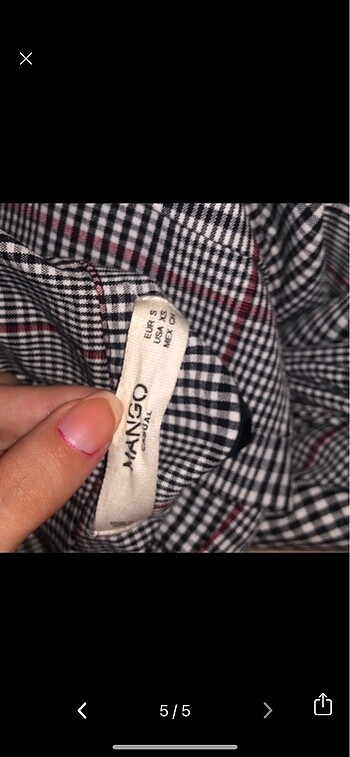 EUR S
USA XS
MEX CH
MANGO
CASUAL
5/5